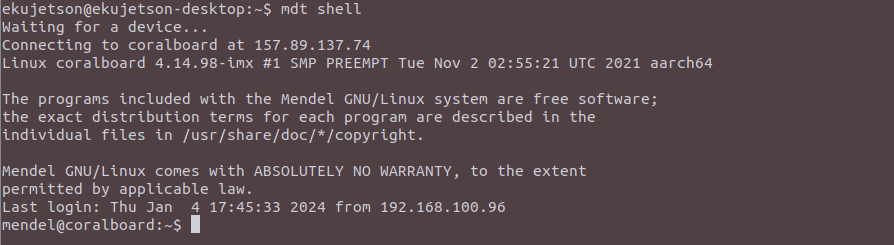 ekujetson@ekujetson-desktop:~$ mdt shell
Waiting for a device...
Connecting to coralboard at 157.89.137.74
Linux coralboard 4.14.98-imx #1 SMP PREEMPT Tue Nov 2 02:55:21 UTC 2021 aarch64

The programs included with the Mendel GNU/Linux system are free software;
the exact distribution terms for each program are described in the
individual files in /usr/share/doc/*/copyright.

Mendel GNU/Linux comes with ABSOLUTELY NO WARRANTY, to the extent
permitted by applicable law.
Last login: Thu Jan  4 17:45:33 2024 from 192.168.100.96
mendel@coralboard:~$